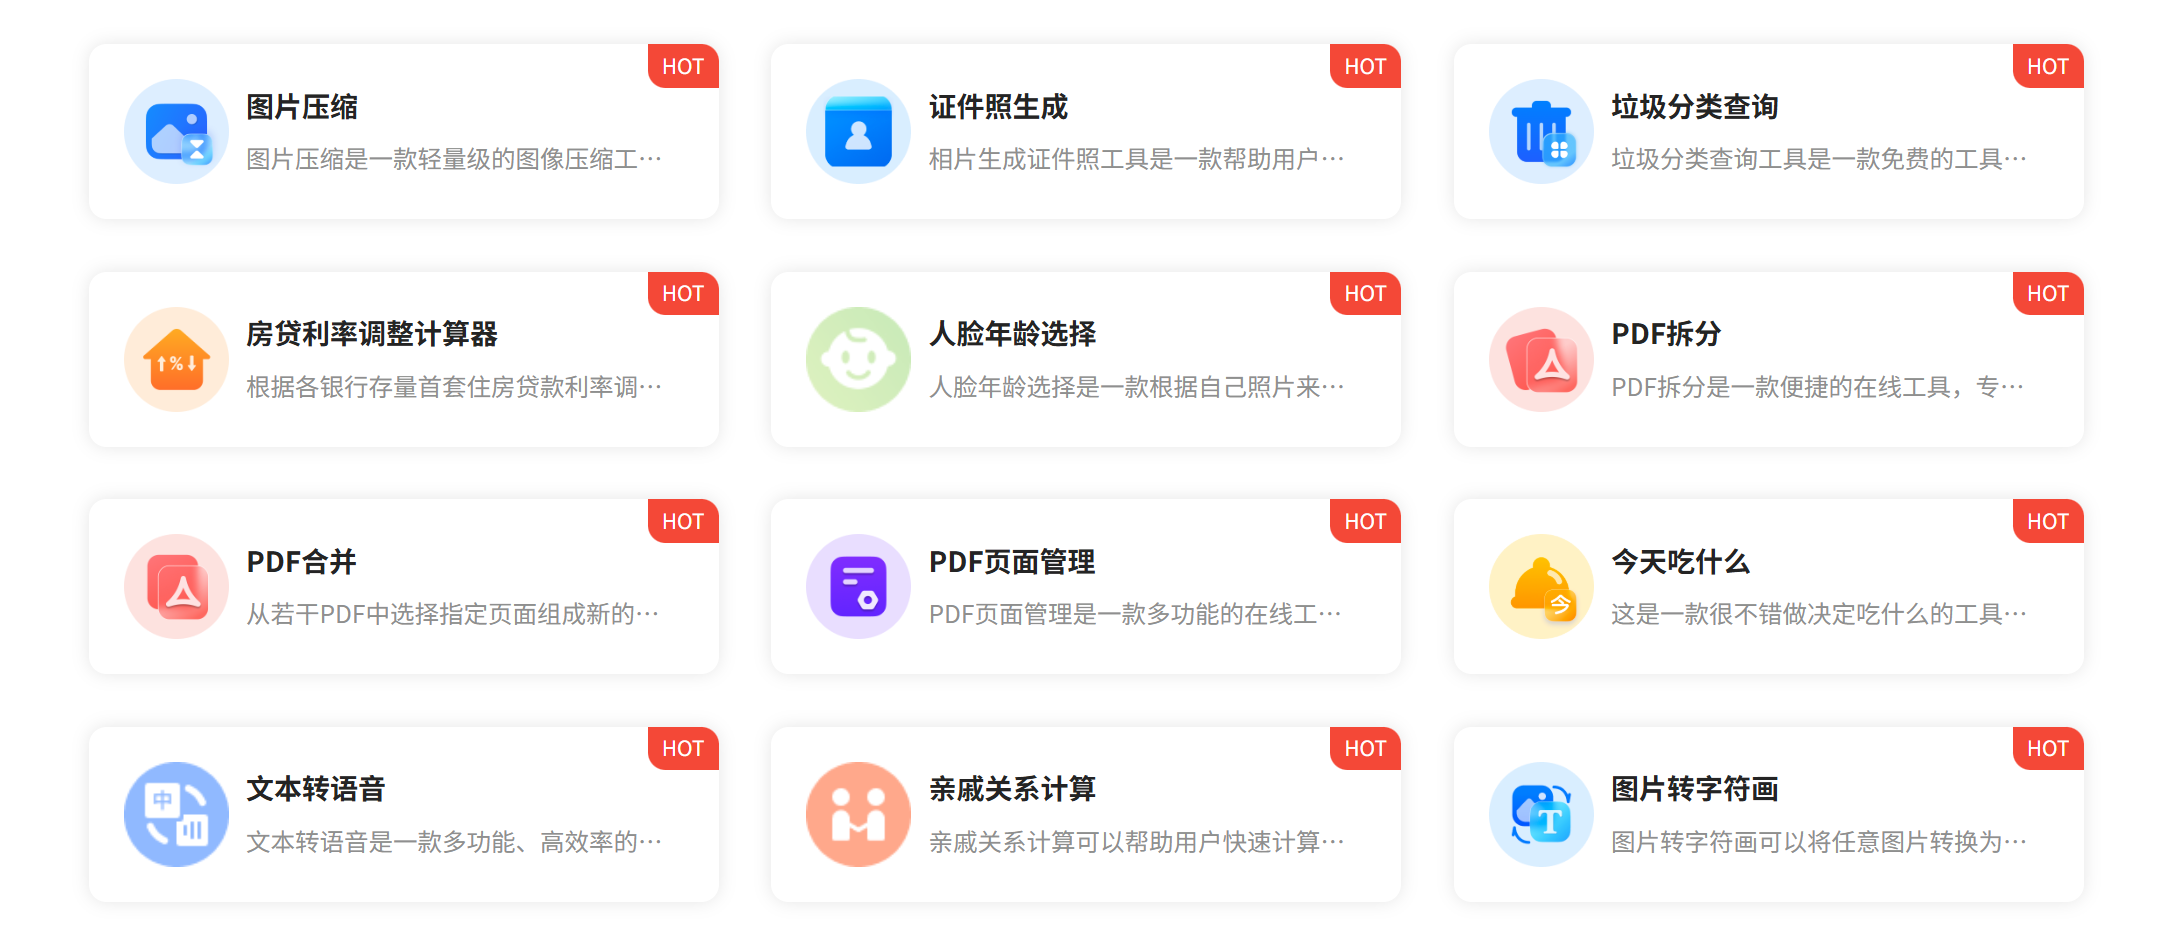 HOT
图片压缩
图片压缩是一款轻量级的图像压缩工…
HOT
证件照生成
相片生成证件照工具是一款帮助用户…
HOT
垃圾分类查询
垃圾分类查询工具是一款免费的工具…
HOT
房贷利率调整计算器
根据各银行存量首套住房贷款利率调…
%
HOT
人脸年龄选择
人脸年龄选择是一款根据自己照片来…
HOT
PDF拆分
PDF拆分是一款便捷的在线工具，专…
HOT
PDF合并
从若干PDF中选择指定页面组成新的…
HOT
PDF页面管理
PDF页面管理是一款多功能的在线工…
HOT
今天吃什么
这是一款很不错做决定吃什么的工具…
今
HOT
文本转语音
文本转语音是一款多功能、高效率的…
中
HOT
亲戚关系计算
亲戚关系计算可以帮助用户快速计算…
HOT
图片转字符画
图片转字符画可以将任意图片转换为…
T